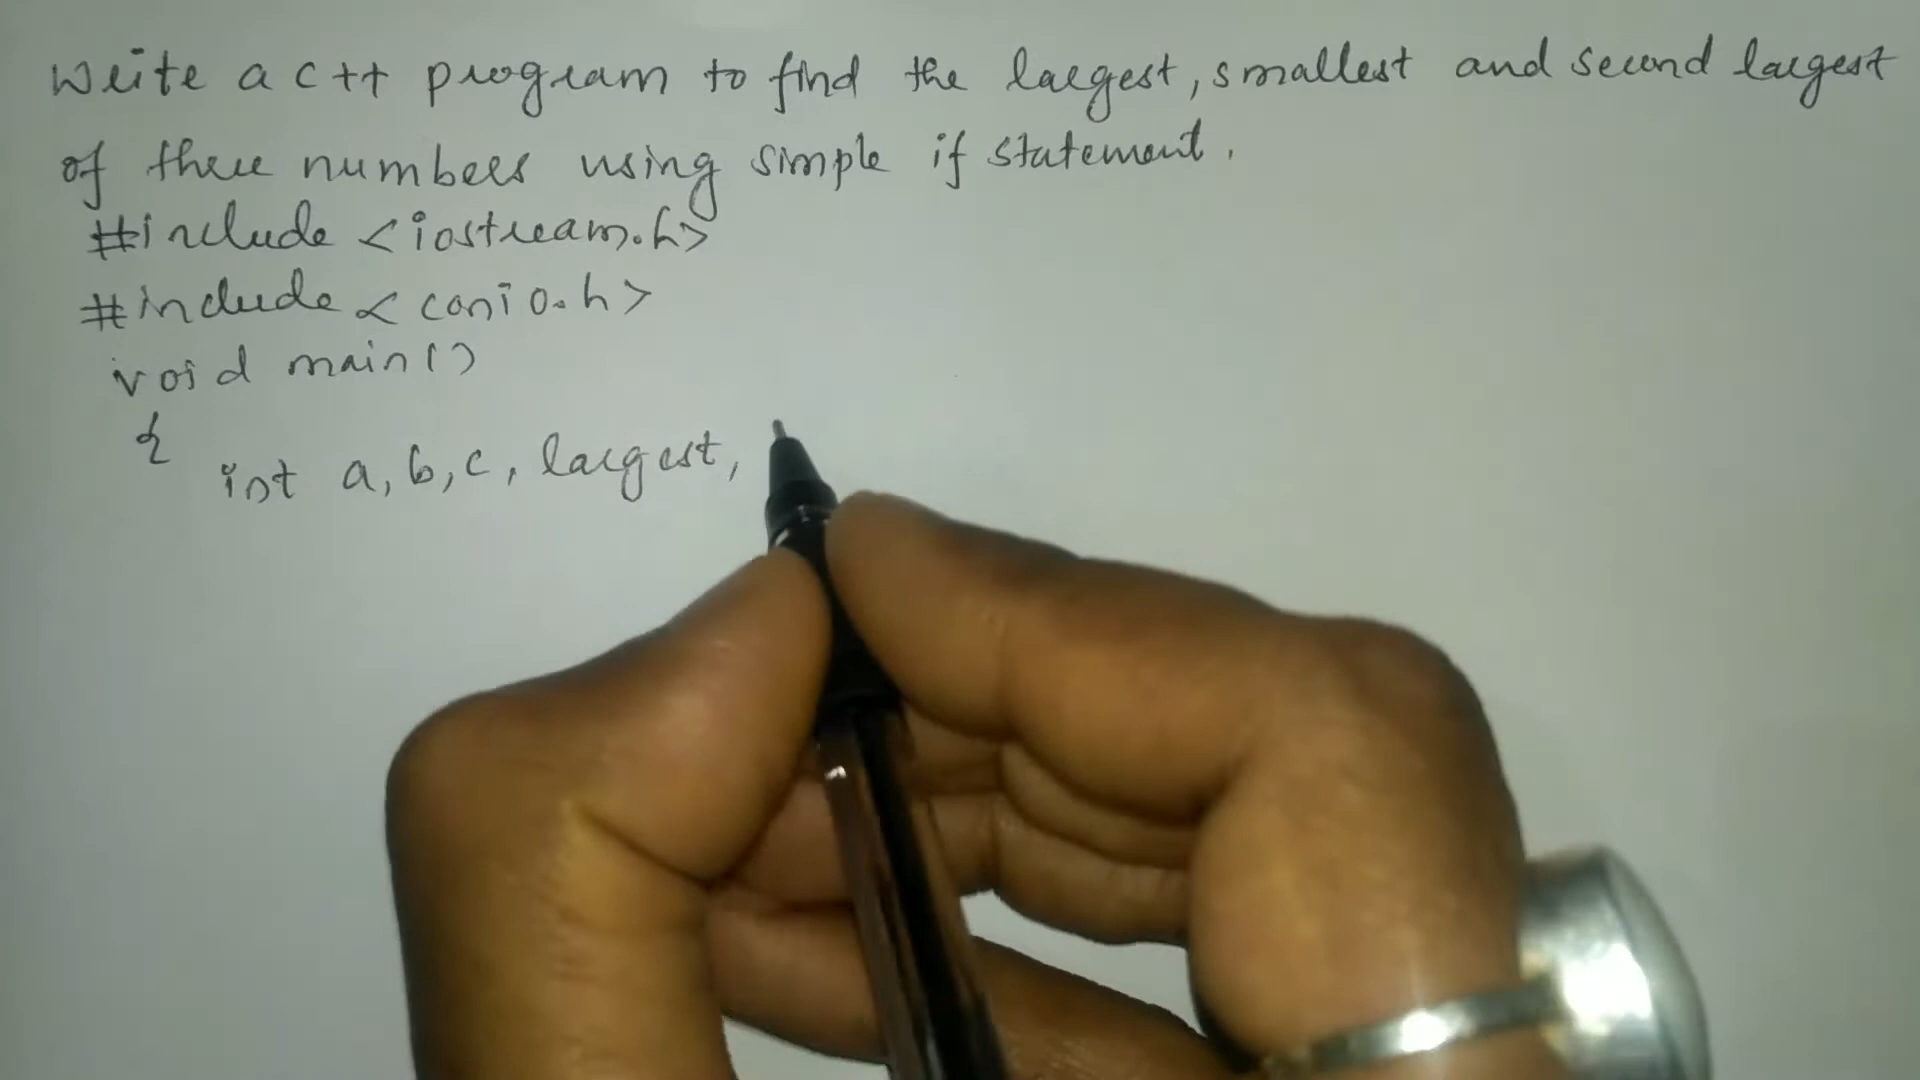 Write a c++ program to find the largest, smallest and second largest
of three numbers using simple if statement.
#include <iostream.h>
#include < conio.h>
void main()
{
int a, b, c, largest,